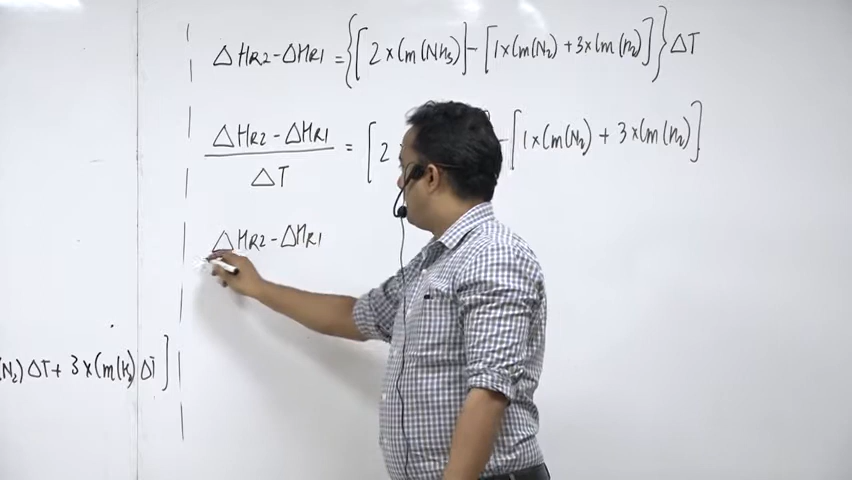 ΔHR2-ΔHR1 = {[2×Cm(NH3)]-[1×Cm(N2)+3×Cm(H2)]}ΔT
ΔHR2-ΔHR1
ΔT
= [2 - [1×Cm(N2) + 3×Cm(H2)]
ΔHR2-ΔHR1
(N2)ΔT+ 3×Cm(H2) ΔT]